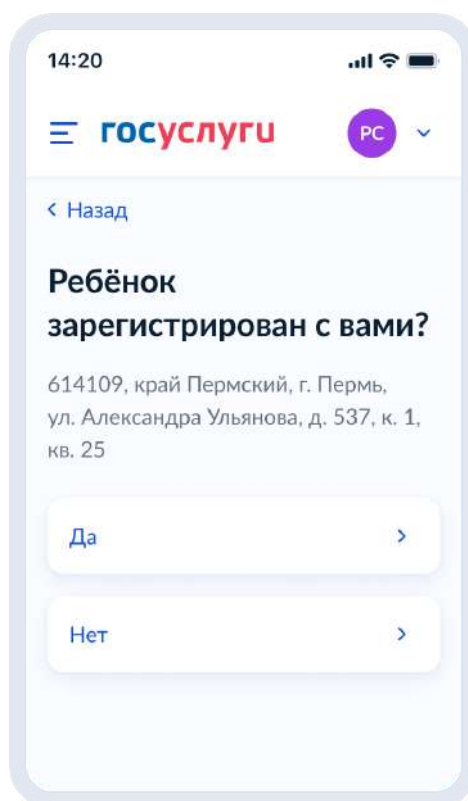 14:20
госуслуги
РС
Назад
Ребёнок
зарегистрирован с вами?
614109, край Пермский, г. Пермь,
ул. Александра Ульянова, д. 537, к. 1,
кв. 25
Да
Нет